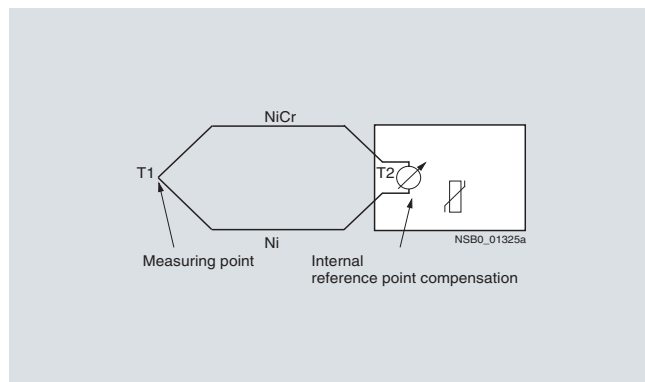 NiCr
T1
T2
NSB0_01325a
Ni
Measuring point
Internal
reference point compensation